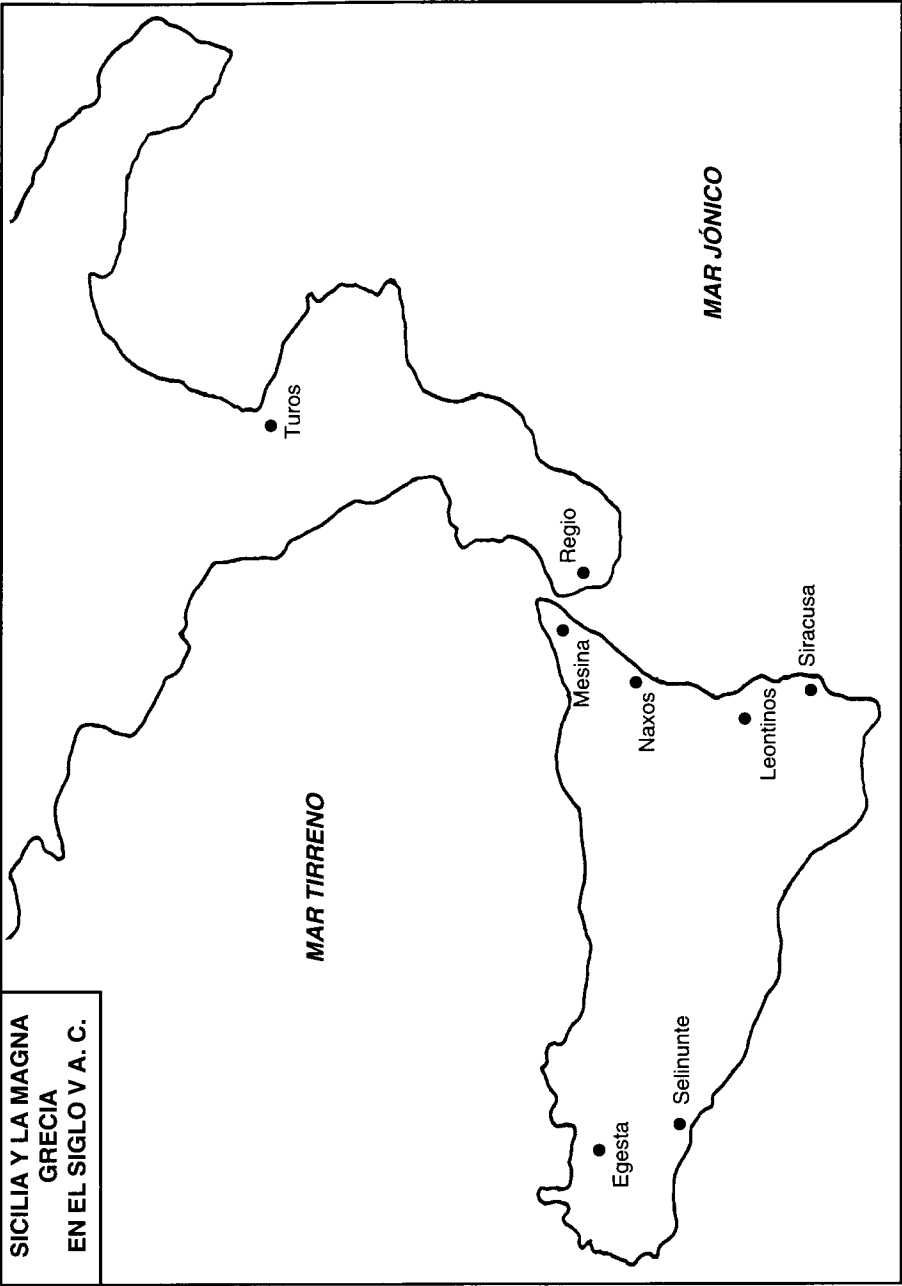 SICILIA Y LA MAGNA
GRECIA
EN EL SIGLO V A. C.
MAR TIRRENO
MAR JÓNICO
Turos
Regio
Mesina
Naxos
Leontinos
Siracusa
Egesta
Selinunte